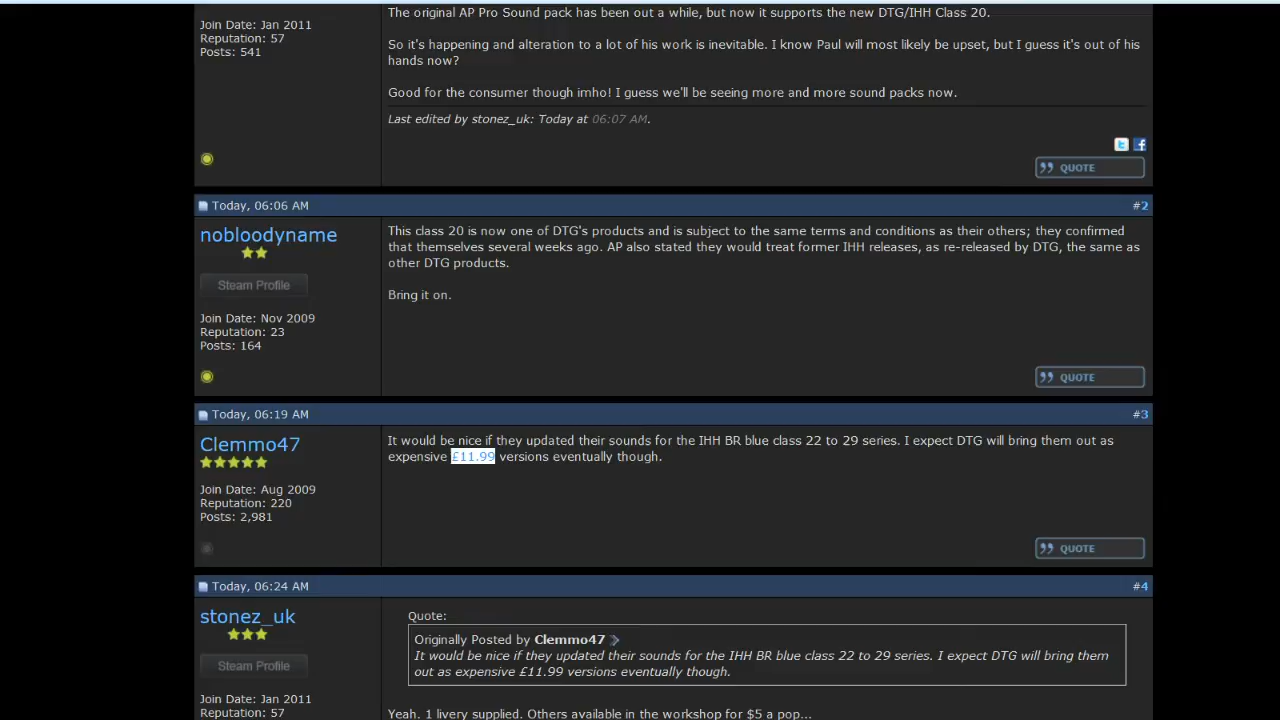 The original AP Pro Sound pack has been out a while, but now it supports the new DTG/IHH Class 20.
Join Date: Jan 2011
Reputation: 57
Posts: 541
So it's happening and alteration to a lot of his work is inevitable. I know Paul will most likely be upset, but I guess it's out of his
hands now?
Good for the consumer though imho! I guess we'll be seeing more and more sound packs now.
Last edited by stonez_uk: Today at 06:07 AM.
QUOTE
Today, 06:06 AM
#2
nobloodyname
Steam Profile
Join Date: Nov 2009
Reputation: 23
Posts: 164
This class 20 is now one of DTG's products and is subject to the same terms and conditions as their others; they confirmed
that themselves several weeks ago. AP also stated they would treat former IHH releases, as re-released by DTG, the same as
other DTG products.
Bring it on.
QUOTE
Today, 06:19 AM
#3
Clemmo47
Join Date: Aug 2009
Reputation: 220
Posts: 2,981
It would be nice if they updated their sounds for the IHH BR blue class 22 to 29 series. I expect DTG will bring them out as
expensive £11.99 versions eventually though.
QUOTE
Today, 06:24 AM
#4
stonez_uk
Steam Profile
Join Date: Jan 2011
Reputation: 57
Quote:
Originally Posted by Clemmo47
It would be nice if they updated their sounds for the IHH BR blue class 22 to 29 series. I expect DTG will bring them
out as expensive £11.99 versions eventually though.
Yeah. 1 livery supplied. Others available in the workshop for $5 a pop...